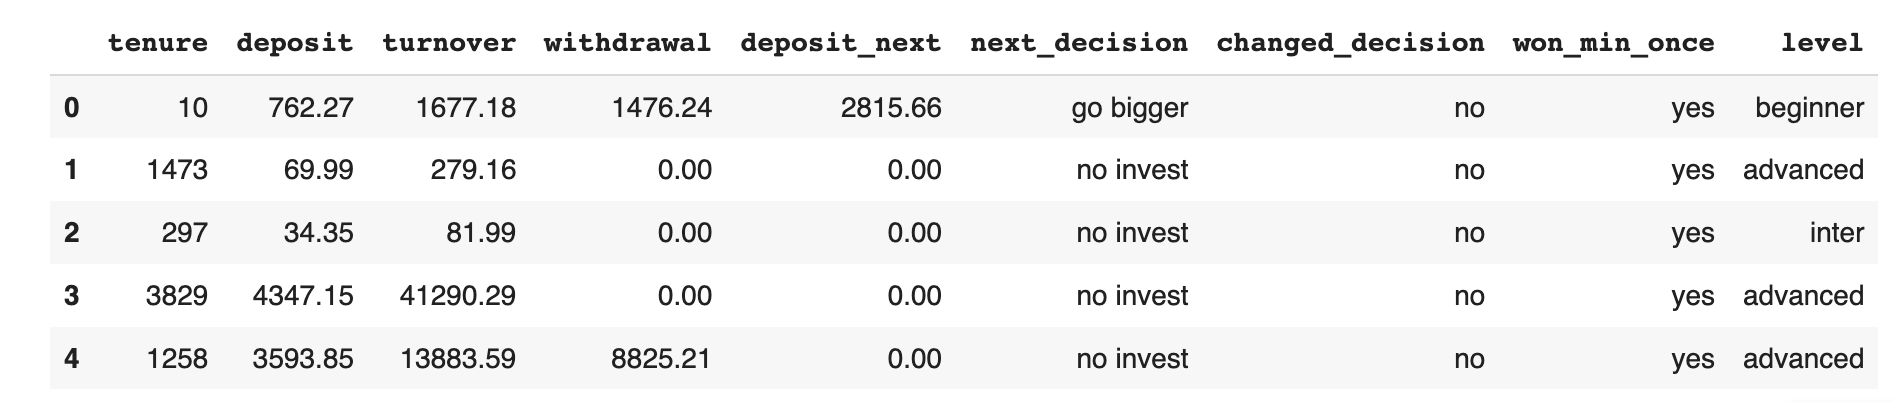 tenure deposit turnover withdrawal deposit_next next_decision changed_decision won_min_once level
0 10 762.27 1677.18 1476.24 2815.66 go bigger no yes beginner
1 1473 69.99 279.16 0.00 0.00 no invest no yes advanced
2 297 34.35 81.99 0.00 0.00 no invest no yes inter
3 3829 4347.15 41290.29 0.00 0.00 no invest no yes advanced
4 1258 3593.85 13883.59 8825.21 0.00 no invest no yes advanced